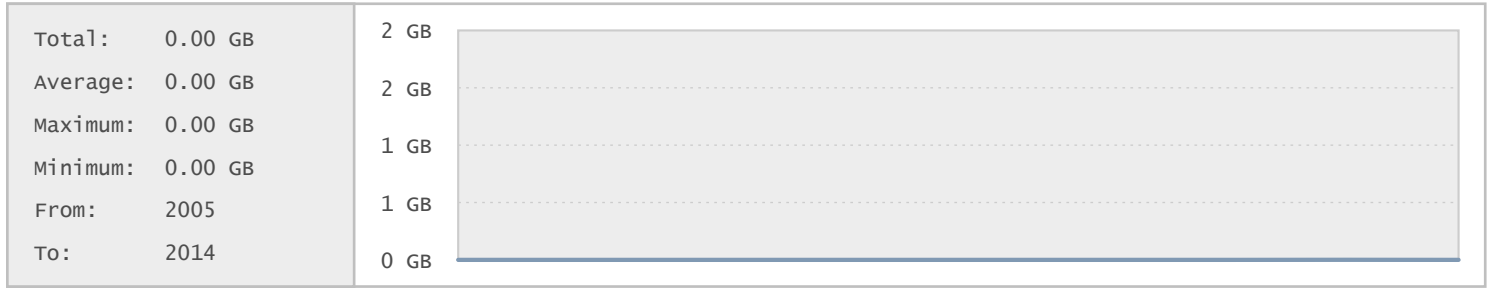 Total: 0.00 GB
Average: 0.00 GB
Maximum: 0.00 GB
Minimum: 0.00 GB
From: 2005
To: 2014
2 GB
2 GB
1 GB
1 GB
0 GB